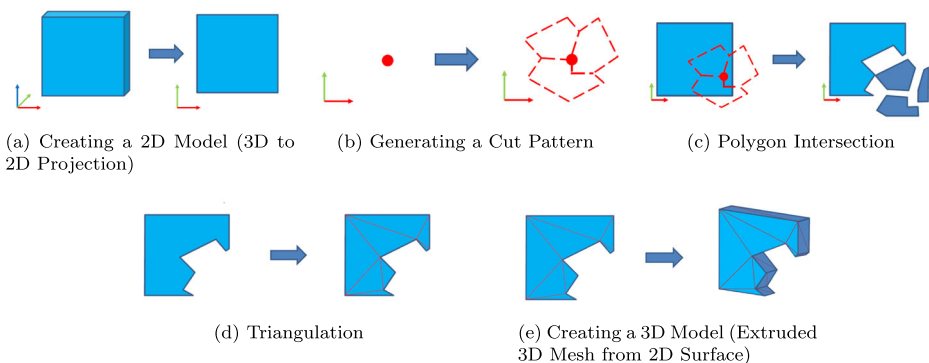 (a) Creating a 2D Model (3D to
2D Projection)
(b) Generating a Cut Pattern
(c) Polygon Intersection
(d) Triangulation
(e) Creating a 3D Model (Extruded
3D Mesh from 2D Surface)